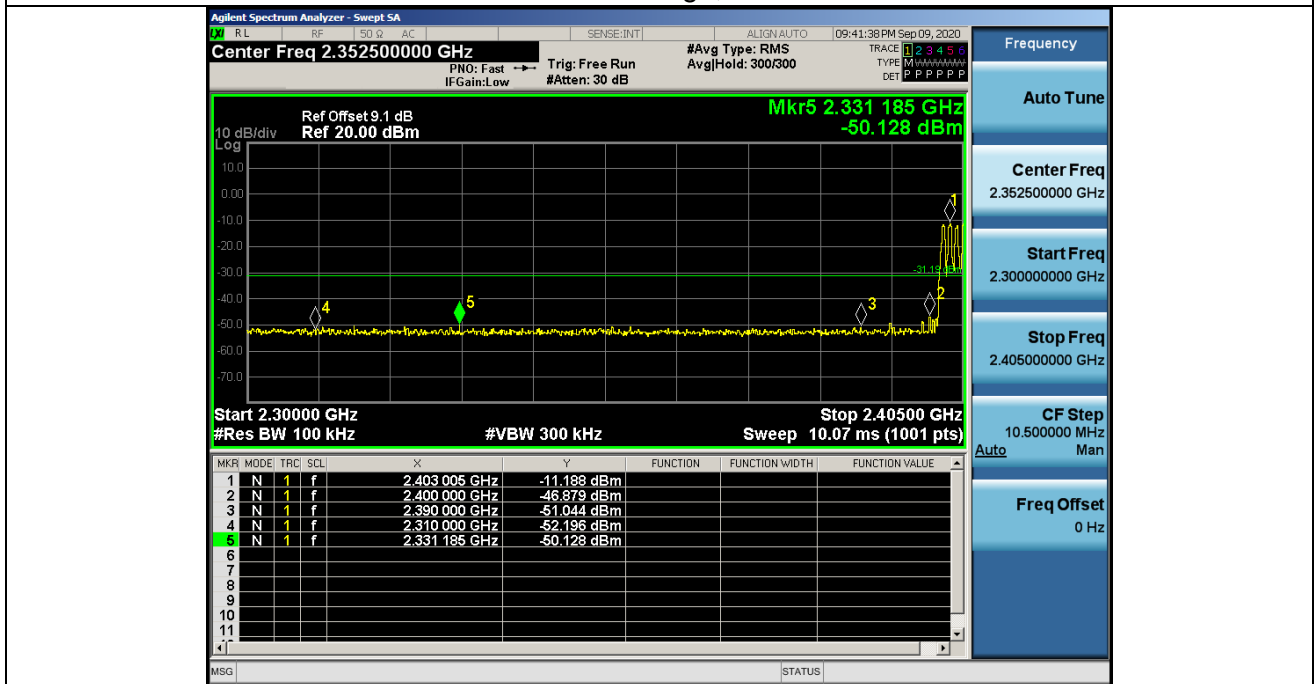 Agilent Spectrum Analyzer - Swept SA
LXI RL RF 50 Ω AC SENSE:INT ALIGN AUTO 09:41:38 PM Sep 09, 2020
Center Freq 2.352500000 GHz
PNO: Fast
IFGain:Low
Trig: Free Run
#Atten: 30 dB
#Avg Type: RMS
Avg|Hold: 300/300
TRACE 1 2 3 4 5 6
TYPE M
DET P P P P P P
Frequency
Auto Tune
Center Freq
2.352500000 GHz
Start Freq
2.300000000 GHz
Stop Freq
2.405000000 GHz
CF Step
10.500000 MHz
Auto Man
Freq Offset
0 Hz
Mkr5 2.331 185 GHz
-50.128 dBm
Ref Offset 9.1 dB
10 dB/div Ref 20.00 dBm
Log
10.0
0.00
-10.0
-20.0
-30.0
-40.0
-50.0
-60.0
-70.0
1
2
3
4
5
Start 2.30000 GHz Stop 2.40500 GHz
#Res BW 100 kHz #VBW 300 kHz Sweep 10.07 ms (1001 pts)
MKR MODE TRC SCL X Y FUNCTION FUNCTION WIDTH FUNCTION VALUE
1 N 1 f 2.403 005 GHz -11.188 dBm
2 N 1 f 2.400 000 GHz -46.879 dBm
3 N 1 f 2.390 000 GHz -51.044 dBm
4 N 1 f 2.310 000 GHz -52.196 dBm
5 N 1 f 2.331 185 GHz -50.128 dBm
6
7
8
9
10
11
MSG STATUS